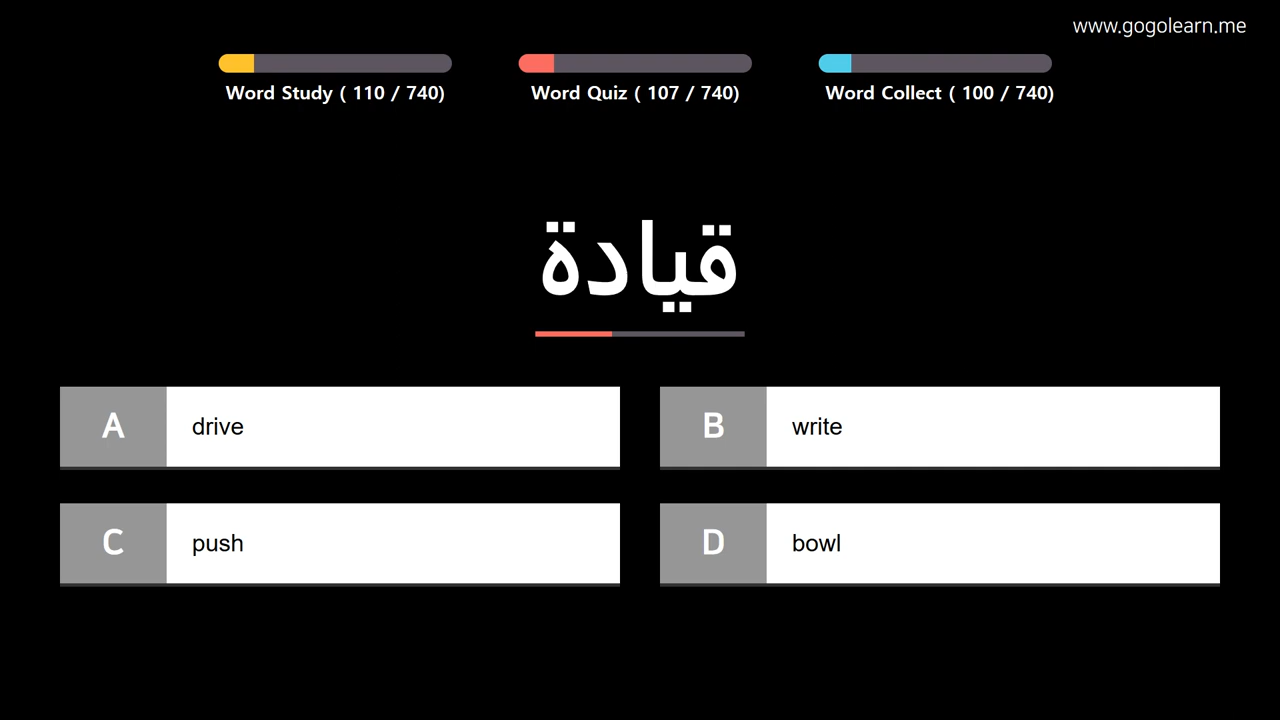 www.gogolearn.me
Word Study ( 110 / 740)
Word Quiz ( 107 / 740)
Word Collect ( 100 / 740)
قيادة
A drive
B write
C push
D bowl